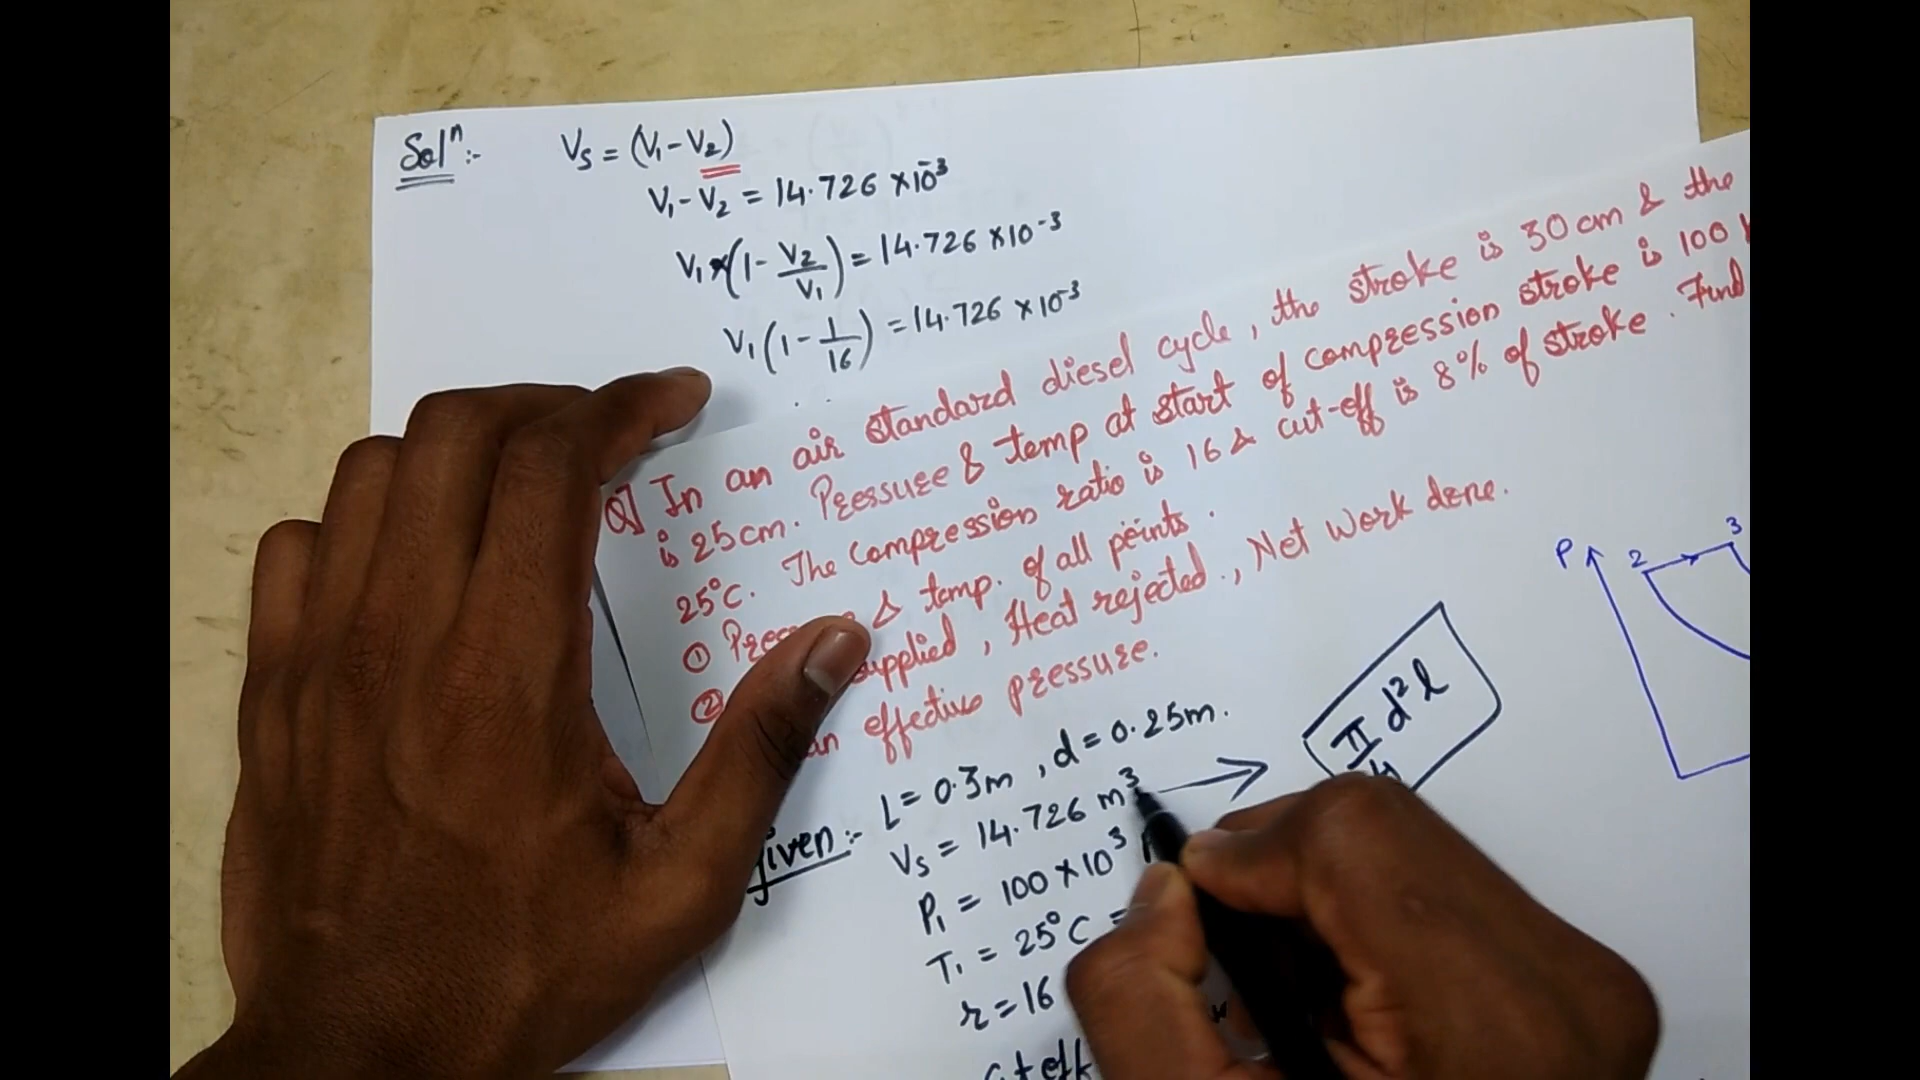 Solⁿ:- Vs = (V₁ - V₂)
V₁ - V₂ = 14.726 × 10⁻³
V₁ × (1 - V₂/V₁) = 14.726 × 10⁻³
V₁ (1 - 1/16) = 14.726 × 10⁻³
Q] In an air standard diesel cycle, the stroke is 30 cm & the
is 25 cm. Pressure & temp at start of compression stroke is 100
25°C. The compression ratio is 16 & cut-off is 8% of stroke. Find
① & temp. of all points.
② supplied, Heat rejected, Net Work done.
effective pressure.
given:- L = 0.3m, d = 0.25m.
Vs = 14.726 m³ → π/4 d² l
P₁ = 100 × 10³
T₁ = 25°C =
r = 16
P 2 3